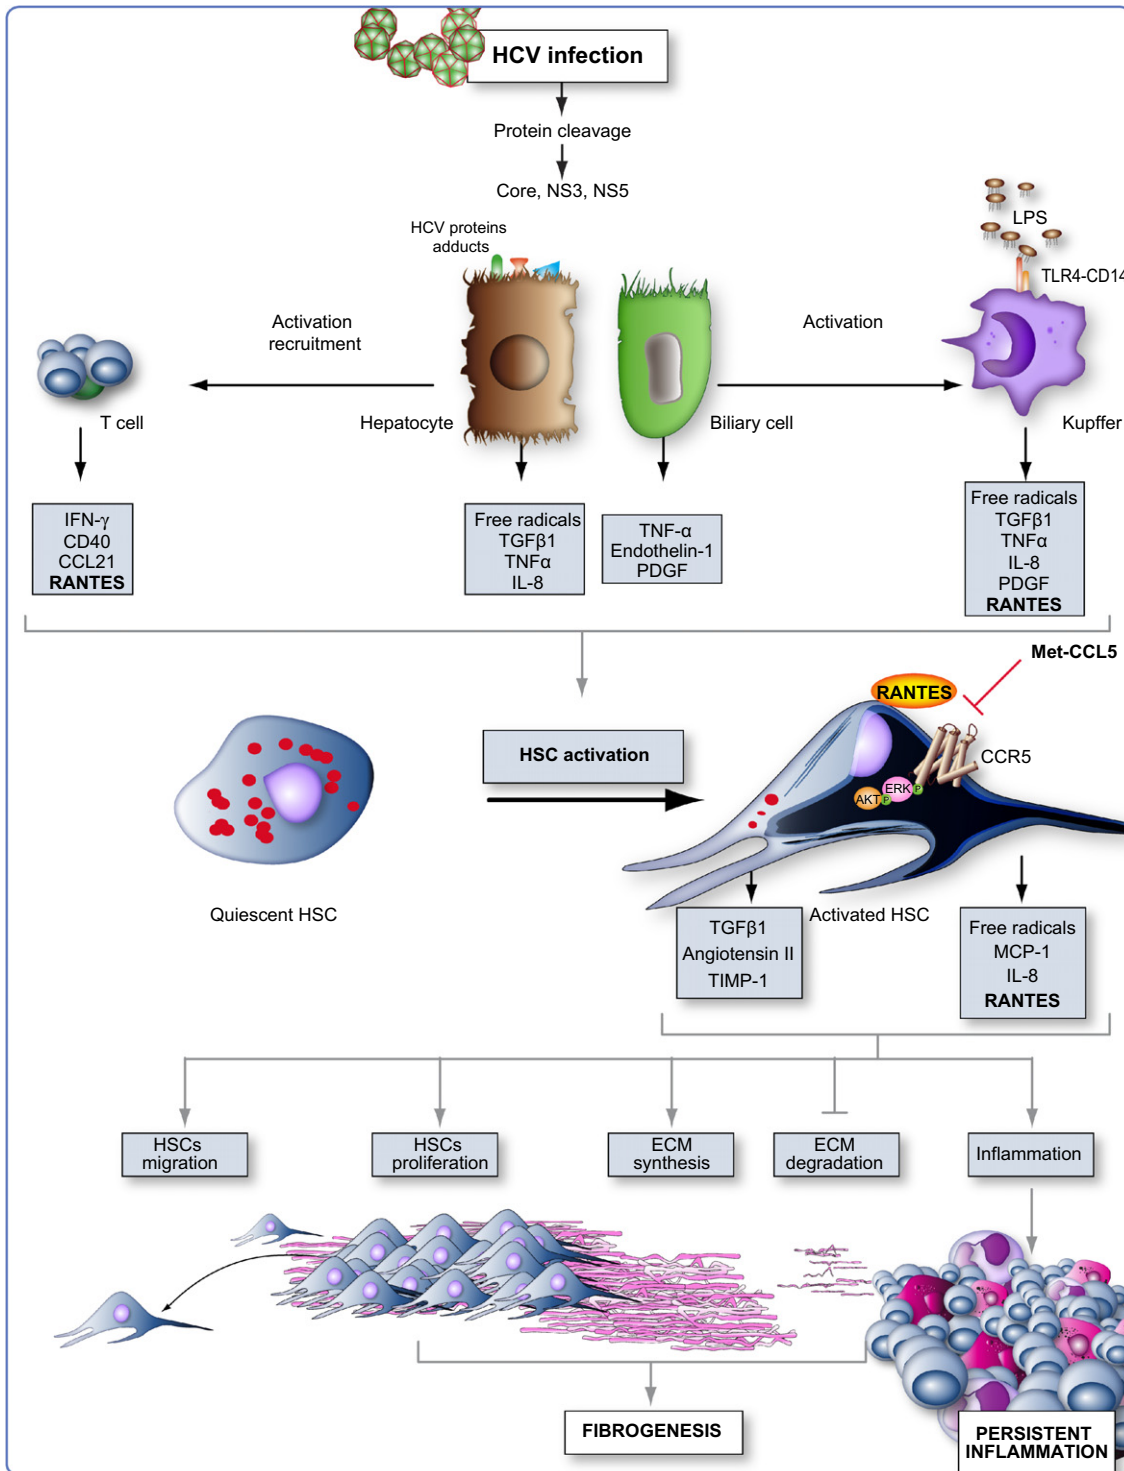 HCV infection
Protein cleavage
Core, NS3, NS5
HCV proteins
adducts
LPS
TLR4-CD14
Activation
recruitment
Activation
T cell
Hepatocyte
Biliary cell
Kupffer
IFN-γ
CD40
CCL21
RANTES
Free radicals
TGFβ1
TNFα
IL-8
TNF-α
Endothelin-1
PDGF
Free radicals
TGFβ1
TNFα
IL-8
PDGF
RANTES
Met-CCL5
RANTES
HSC activation
CCR5
AKT
P
ERK
P
Quiescent HSC
Activated HSC
TGFβ1
Angiotensin II
TIMP-1
Free radicals
MCP-1
IL-8
RANTES
HSCs
migration
HSCs
proliferation
ECM
synthesis
ECM
degradation
Inflammation
FIBROGENESIS
PERSISTENT
INFLAMMATION